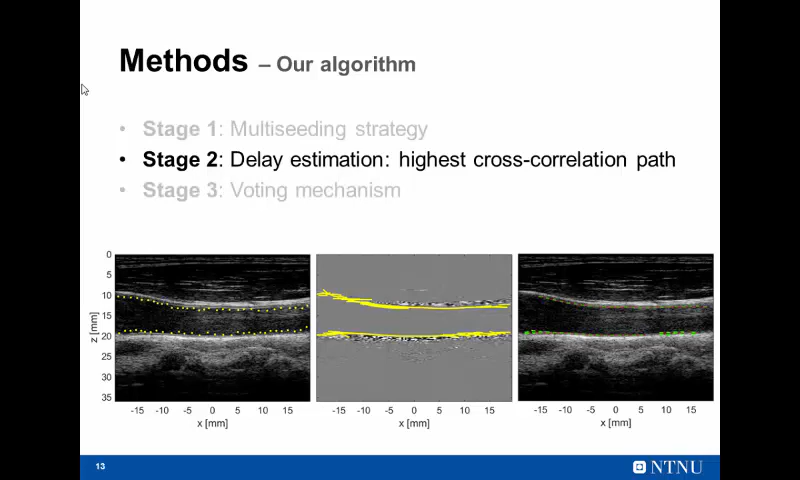 Methods – Our algorithm
• Stage 1: Multiseeding strategy
• Stage 2: Delay estimation: highest cross-correlation path
• Stage 3: Voting mechanism
0
5
10
15
20
25
30
35
z [mm]
-15 -10 -5 0 5 10 15
x [mm]
-15 -10 -5 0 5 10 15
x [mm]
-15 -10 -5 0 5 10 15
x [mm]
13
NTNU